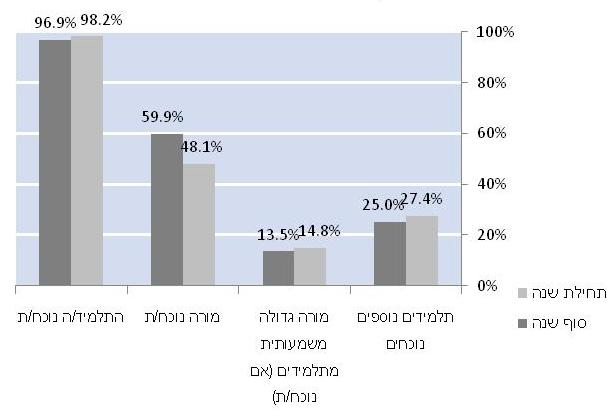 96.9% 98.2%
59.9%
48.1%
13.5% 14.8%
25.0% 27.4%
100%
80%
60%
40%
20%
0%
תלמידים נוספים
נוכחים
מורה גדולה
משמעותית
מתלמידים (אם
נוכח/ת)
מורה נוכח/ת
התלמיד/ה נוכח/ת
תחילת שנה
סוף שנה